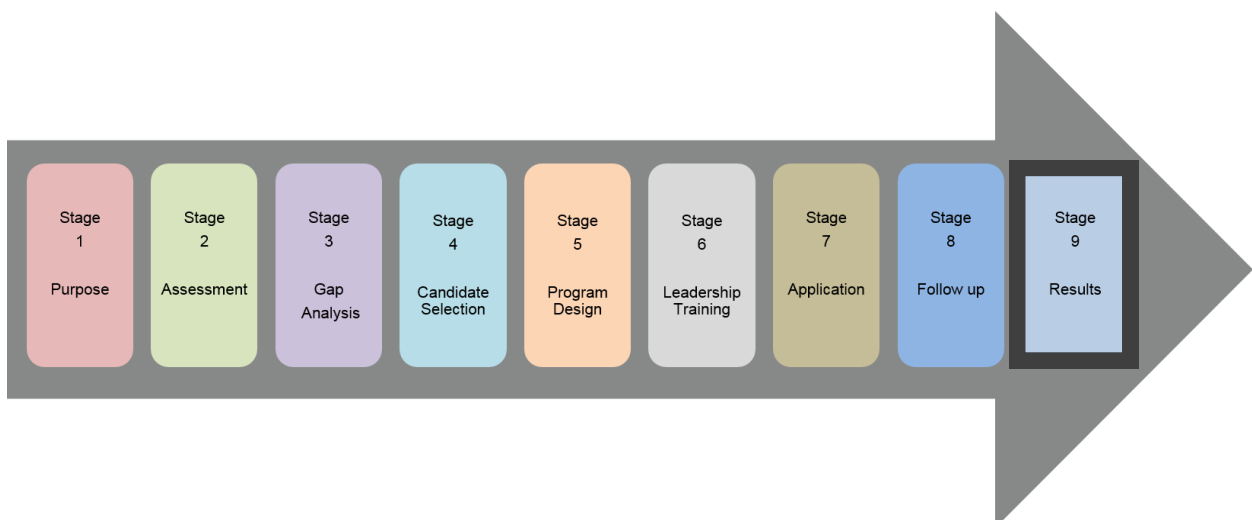 Stage
1
Purpose
Stage
2
Assessment
Stage
3
Gap
Analysis
Stage
4
Candidate
Selection
Stage
5
Program
Design
Stage
6
Leadership
Training
Stage
7
Application
Stage
8
Follow up
Stage
9
Results